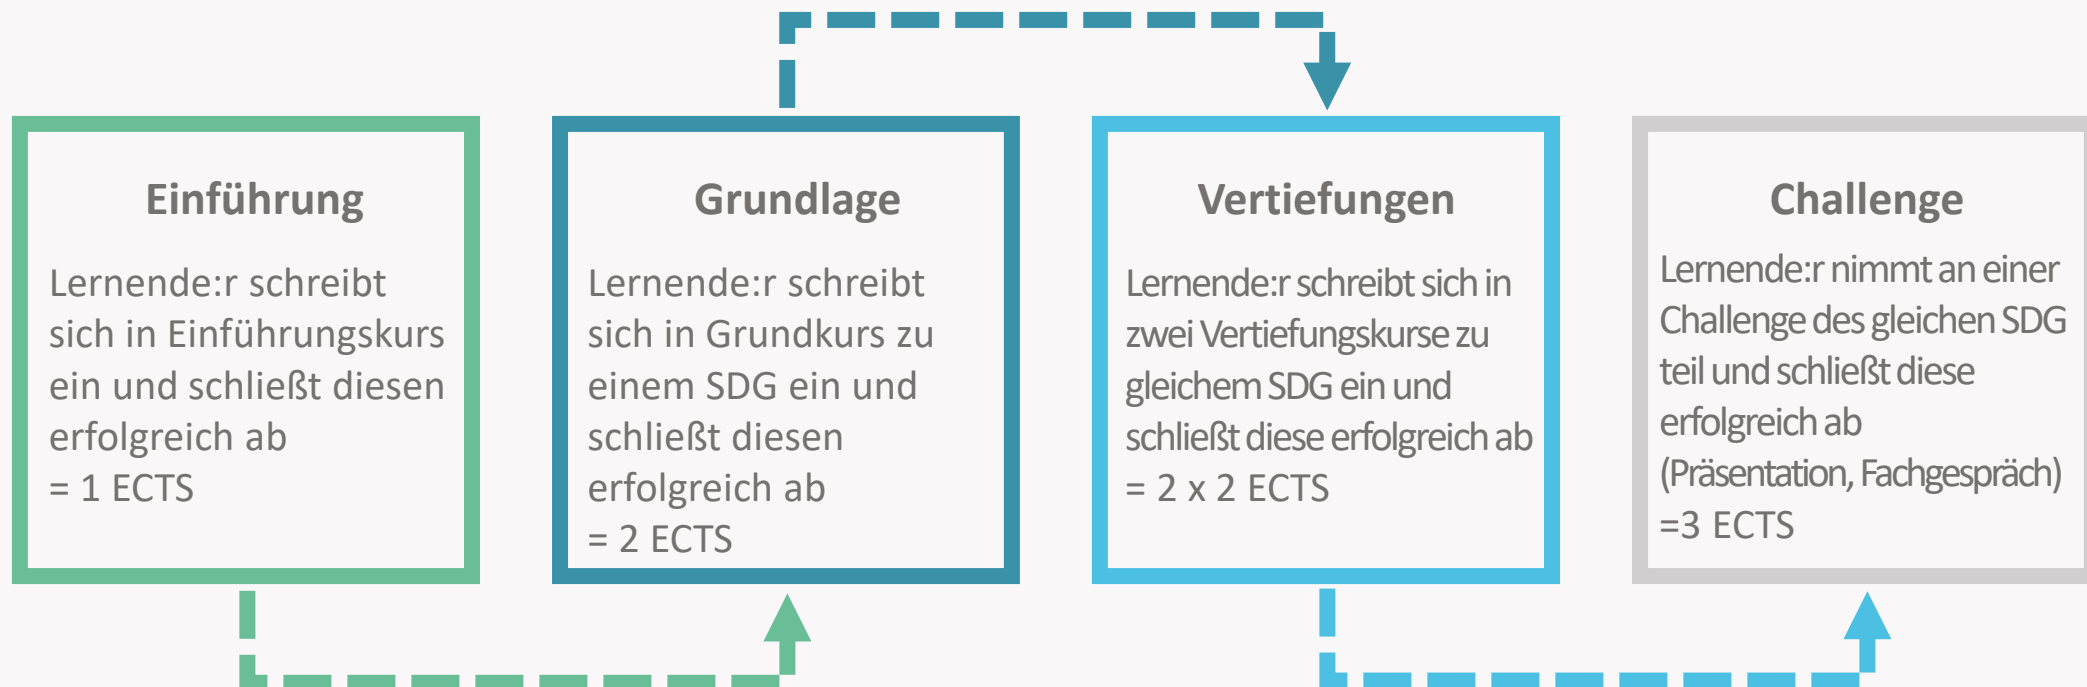 Einführung
Lernende:r schreibt
sich in Einführungskurs
ein und schließt diesen
erfolgreich ab
= 1 ECTS
Grundlage
Lernende:r schreibt
sich in Grundkurs zu
einem SDG ein und
schließt diesen
erfolgreich ab
= 2 ECTS
Vertiefungen
Lernende:r schreibt sich in
zwei Vertiefungskurse zu
gleichem SDG ein und
schließt diese erfolgreich ab
= 2 x 2 ECTS
Challenge
Lernende:r nimmt an einer
Challenge des gleichen SDG
teil und schließt diese
erfolgreich ab
(Präsentation, Fachgespräch)
=3 ECTS